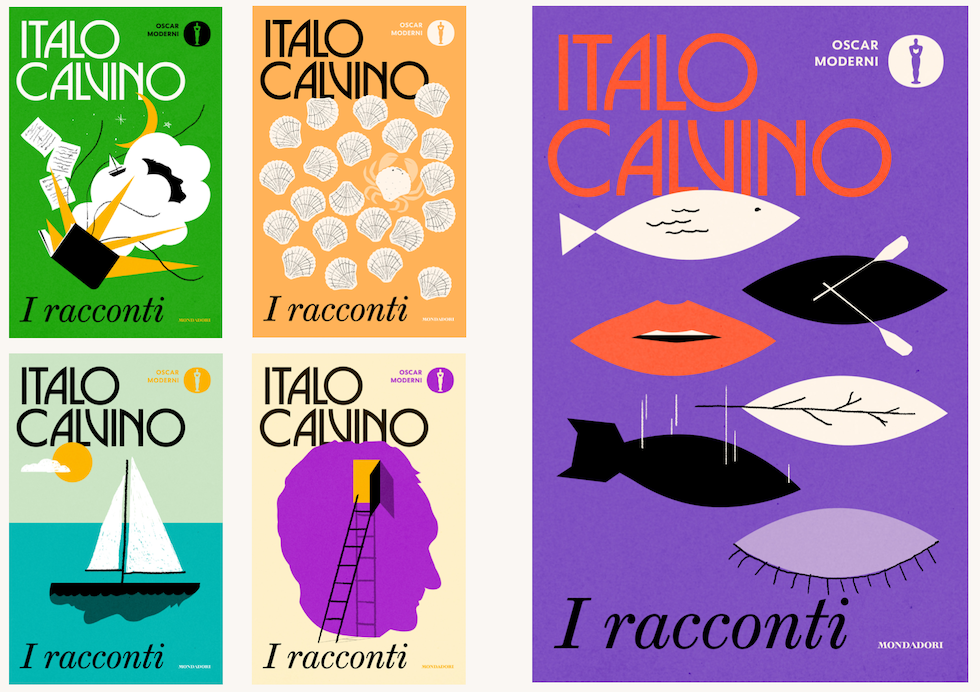 ITALO
CALVINO
OSCAR
MODERNI
I racconti
MONDADORI
ITALO
CALVINO
OSCAR
MODERNI
I racconti
MONDADORI
ITALO
CALVINO
OSCAR
MODERNI
I racconti
MONDADORI
ITALO
CALVINO
OSCAR
MODERNI
I racconti
MONDADORI
ITALO
CALVINO
OSCAR
MODERNI
I racconti
MONDADORI